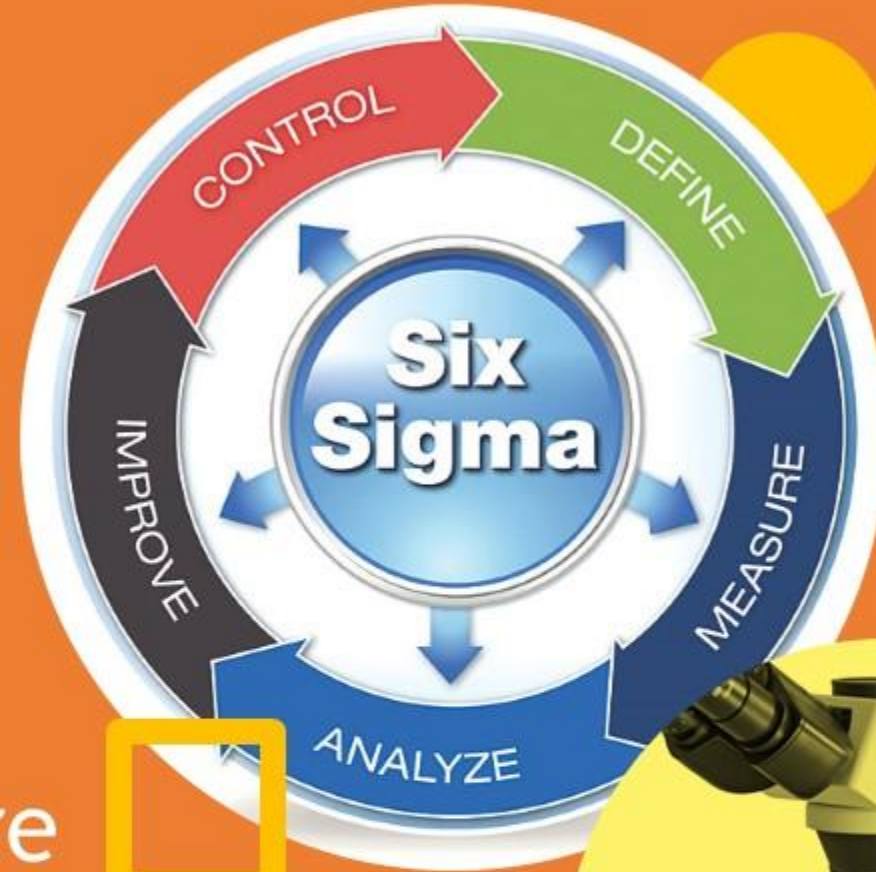 CONTROL
DEFINE
Six
Sigma
MEASURE
IMPROVE
ANALYZE